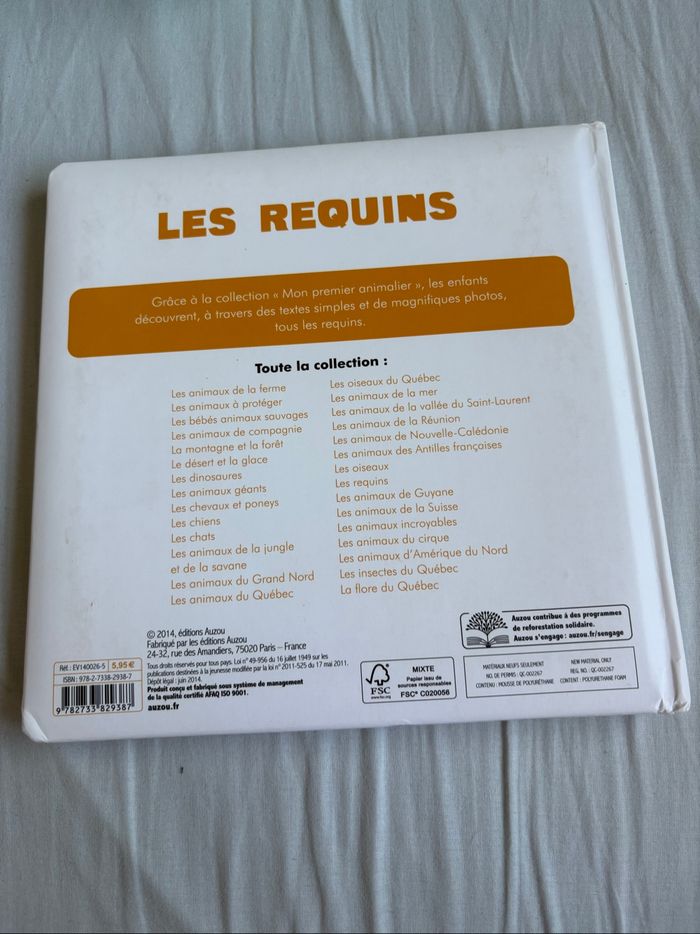 LES REQUINS
Grâce à la collection « Mon premier animalier », les enfants
découvrent, à travers des textes simples et de magnifiques photos,
tous les requins.
Toute la collection :
Les animaux de la ferme
Les animaux à protéger
Les bébés animaux sauvages
Les animaux de compagnie
La montagne et la forêt
Le désert et la glace
Les dinosaures
Les animaux géants
Les chevaux et poneys
Les chiens
Les chats
Les animaux de la jungle
et de la savane
Les animaux du Grand Nord
Les animaux du Québec
Les oiseaux du Québec
Les animaux de la mer
Les animaux de la vallée du Saint-Laurent
Les animaux de la Réunion
Les animaux de Nouvelle-Calédonie
Les animaux des Antilles françaises
Les oiseaux
Les requins
Les animaux de Guyane
Les animaux de la Suisse
Les animaux incroyables
Les animaux du cirque
Les animaux d'Amérique du Nord
Les insectes du Québec
La flore du Québec
Réf. : EV140026-5 5,95 €
ISBN : 978-2-7338-2938-7
9 782733 829387
© 2014, éditions Auzou
Fabriqué par les éditions Auzou
24-32, rue des Amandiers, 75020 Paris – France
Tous droits réservés pour tous pays. Loi n° 49-956 du 16 juillet 1949 sur les
publications destinées à la jeunesse modifiée par la loi n° 2011-525 du 17 mai 2011.
Dépôt légal : juin 2014.
Produit conçu et fabriqué sous système de management
de la qualité certifié AFAQ ISO 9001.
auzou.fr
FSC
www.fsc.org
MIXTE
Papier issu de
sources responsables
FSC® C020056
Auzou contribue à des programmes
de reforestation solidaire.
Auzou s'engage : auzou.fr/sengage
MATÉRIAUX NEUFS SEULEMENT
NO. DE PERMIS : QC-002267
CONTENU : MOUSSE DE POLYURÉTHANE
NEW MATERIAL ONLY
REG. NO. : QC-002267
CONTENT : POLYURETHANE FOAM